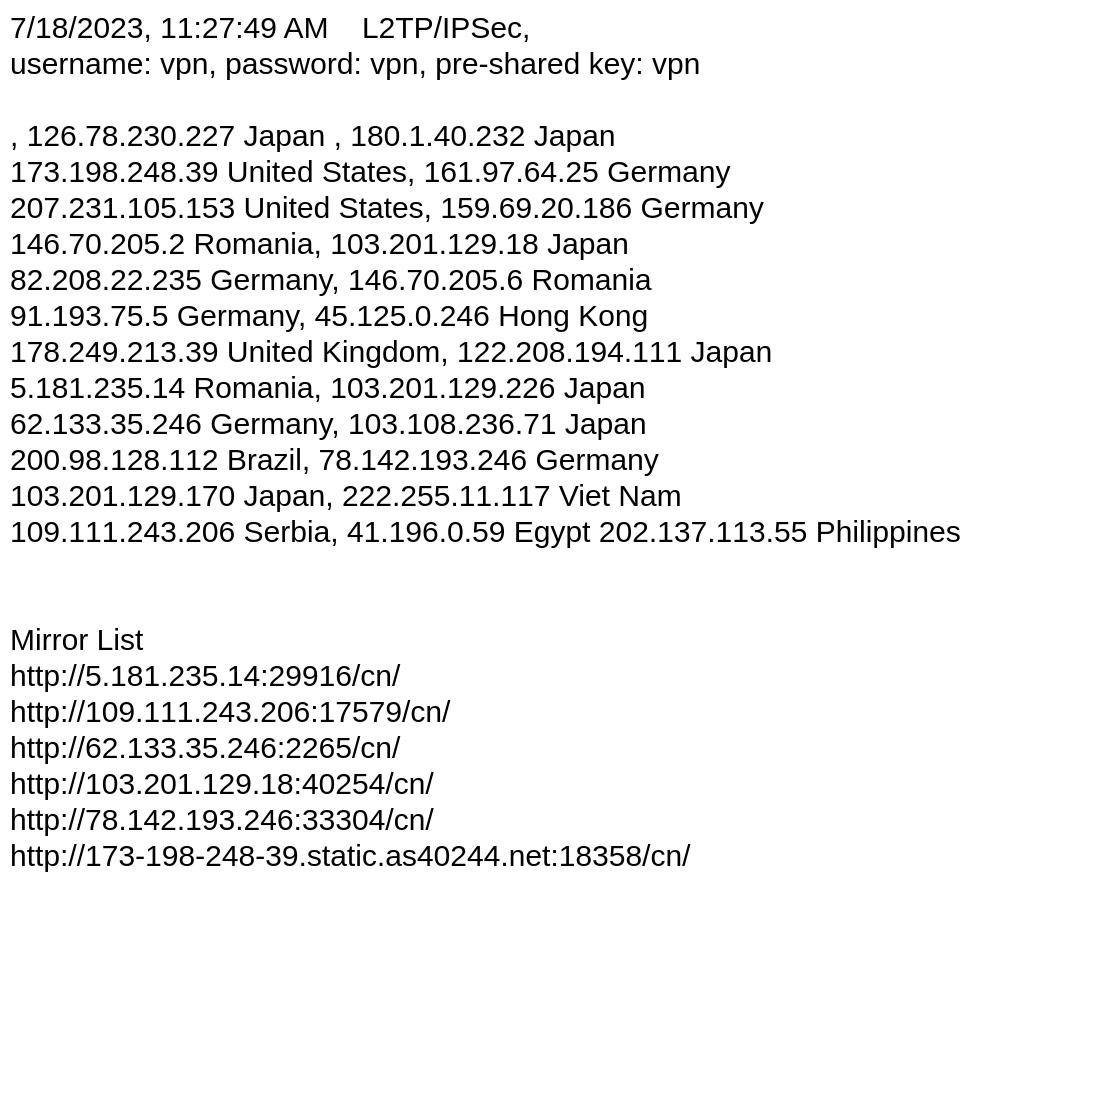 7/18/2023, 11:27:49 AM    L2TP/IPSec,
username: vpn, password: vpn, pre-shared key: vpn
, 126.78.230.227 Japan , 180.1.40.232 Japan
173.198.248.39 United States, 161.97.64.25 Germany
207.231.105.153 United States, 159.69.20.186 Germany
146.70.205.2 Romania, 103.201.129.18 Japan
82.208.22.235 Germany, 146.70.205.6 Romania
91.193.75.5 Germany, 45.125.0.246 Hong Kong
178.249.213.39 United Kingdom, 122.208.194.111 Japan
5.181.235.14 Romania, 103.201.129.226 Japan
62.133.35.246 Germany, 103.108.236.71 Japan
200.98.128.112 Brazil, 78.142.193.246 Germany
103.201.129.170 Japan, 222.255.11.117 Viet Nam
109.111.243.206 Serbia, 41.196.0.59 Egypt 202.137.113.55 Philippines
Mirror List
http://5.181.235.14:29916/cn/
http://109.111.243.206:17579/cn/
http://62.133.35.246:2265/cn/
http://103.201.129.18:40254/cn/
http://78.142.193.246:33304/cn/
http://173-198-248-39.static.as40244.net:18358/cn/